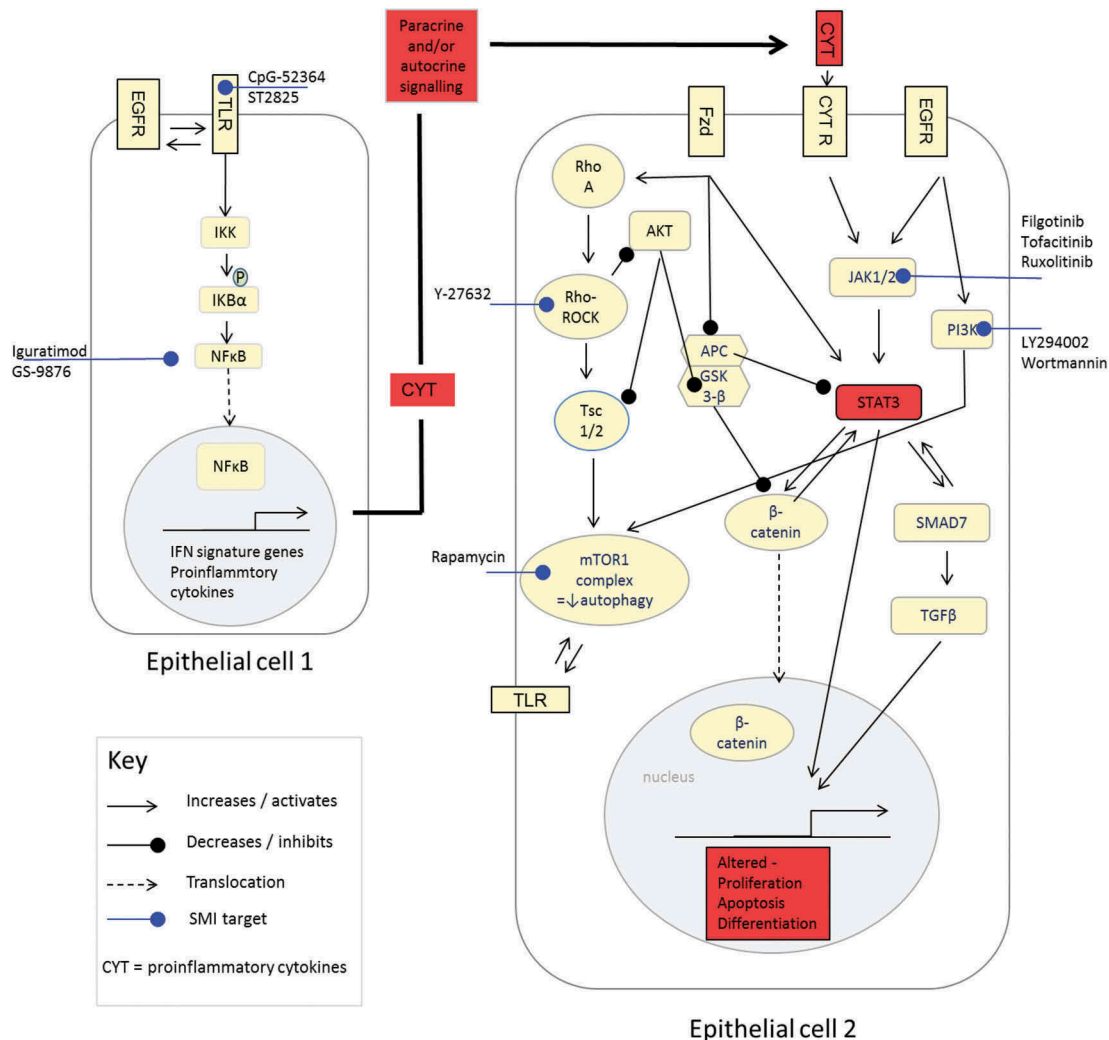 Paracrine
and/or
autocrine
signalling
CYT
CpG-52364
ST2825
EGFR
TLR
IKK
P
IKBα
NFκB
Iguratimod
GS-9876
NFκB
IFN signature genes
Proinflammtory
cytokines
Epithelial cell 1
CYT
Fzd
CYT R
EGFR
Rho
A
AKT
Filgotinib
Tofacitinib
Ruxolitinib
JAK1/2
Y-27632
Rho-
ROCK
PI3K
LY294002
Wortmannin
APC
GSK
3-β
STAT3
Tsc
1/2
β-
catenin
SMAD7
Rapamycin
mTOR1
complex
=↓autophagy
TGFβ
TLR
β-
catenin
nucleus
Altered -
Proliferation
Apoptosis
Differentiation
Epithelial cell 2
Key
Increases / activates
Decreases / inhibits
Translocation
SMI target
CYT = proinflammatory cytokines